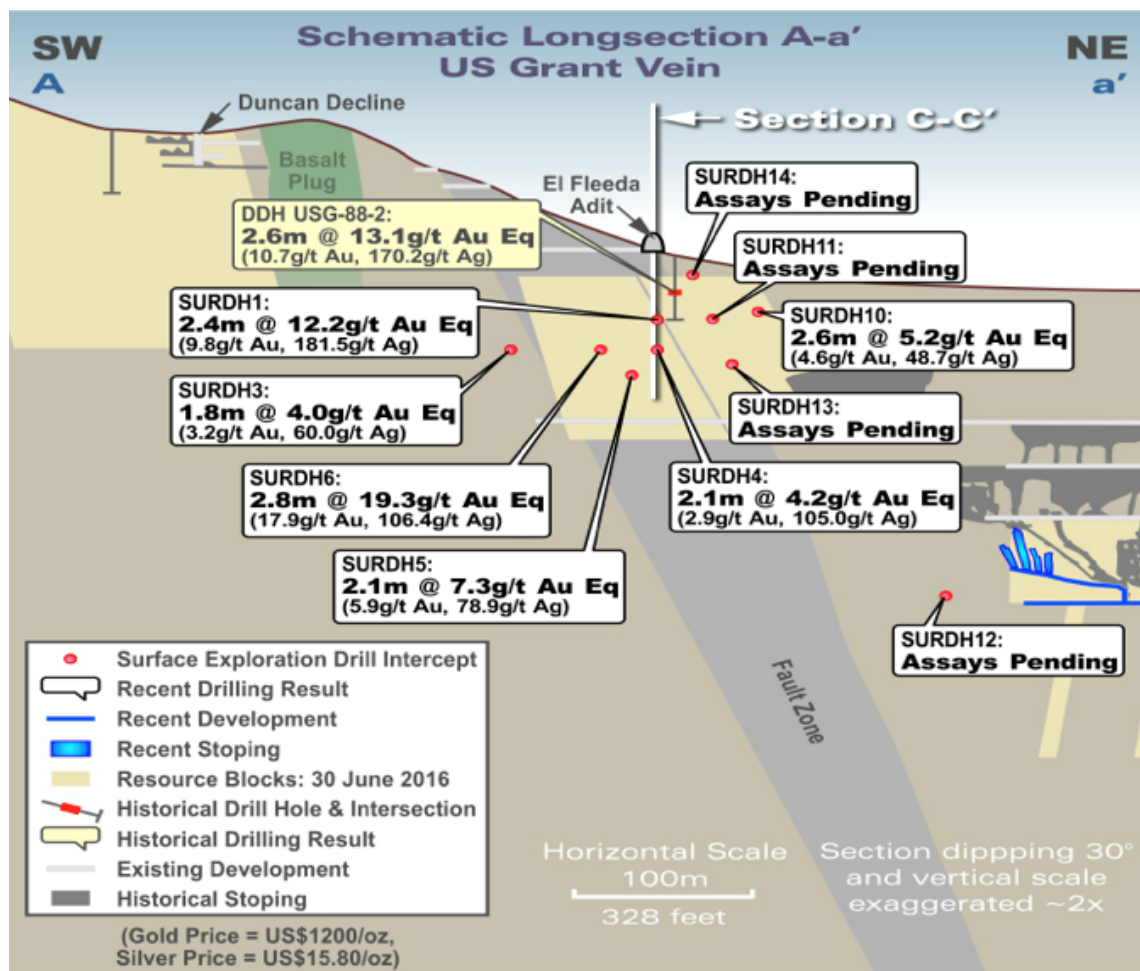 SW
A
Schematic Longsection A-a'
US Grant Vein
NE
a'
Duncan Decline
Section C-C'
Basalt
Plug
El Fleeda
Adit
SURDH14:
Assays Pending
DDH USG-88-2:
2.6m @ 13.1g/t Au Eq
(10.7g/t Au, 170.2g/t Ag)
SURDH11:
Assays Pending
SURDH1:
2.4m @ 12.2g/t Au Eq
(9.8g/t Au, 181.5g/t Ag)
SURDH10:
2.6m @ 5.2g/t Au Eq
(4.6g/t Au, 48.7g/t Ag)
SURDH3:
1.8m @ 4.0g/t Au Eq
(3.2g/t Au, 60.0g/t Ag)
SURDH13:
Assays Pending
SURDH6:
2.8m @ 19.3g/t Au Eq
(17.9g/t Au, 106.4g/t Ag)
SURDH4:
2.1m @ 4.2g/t Au Eq
(2.9g/t Au, 105.0g/t Ag)
SURDH5:
2.1m @ 7.3g/t Au Eq
(5.9g/t Au, 78.9g/t Ag)
SURDH12:
Assays Pending
Fault Zone
Surface Exploration Drill Intercept
Recent Drilling Result
Recent Development
Recent Stoping
Resource Blocks: 30 June 2016
Historical Drill Hole & Intersection
Historical Drilling Result
Existing Development
Historical Stoping
(Gold Price = US$1200/oz,
Silver Price = US$15.80/oz)
Horizontal Scale
100m
328 feet
Section dippping 30°
and vertical scale
exaggerated ~2x